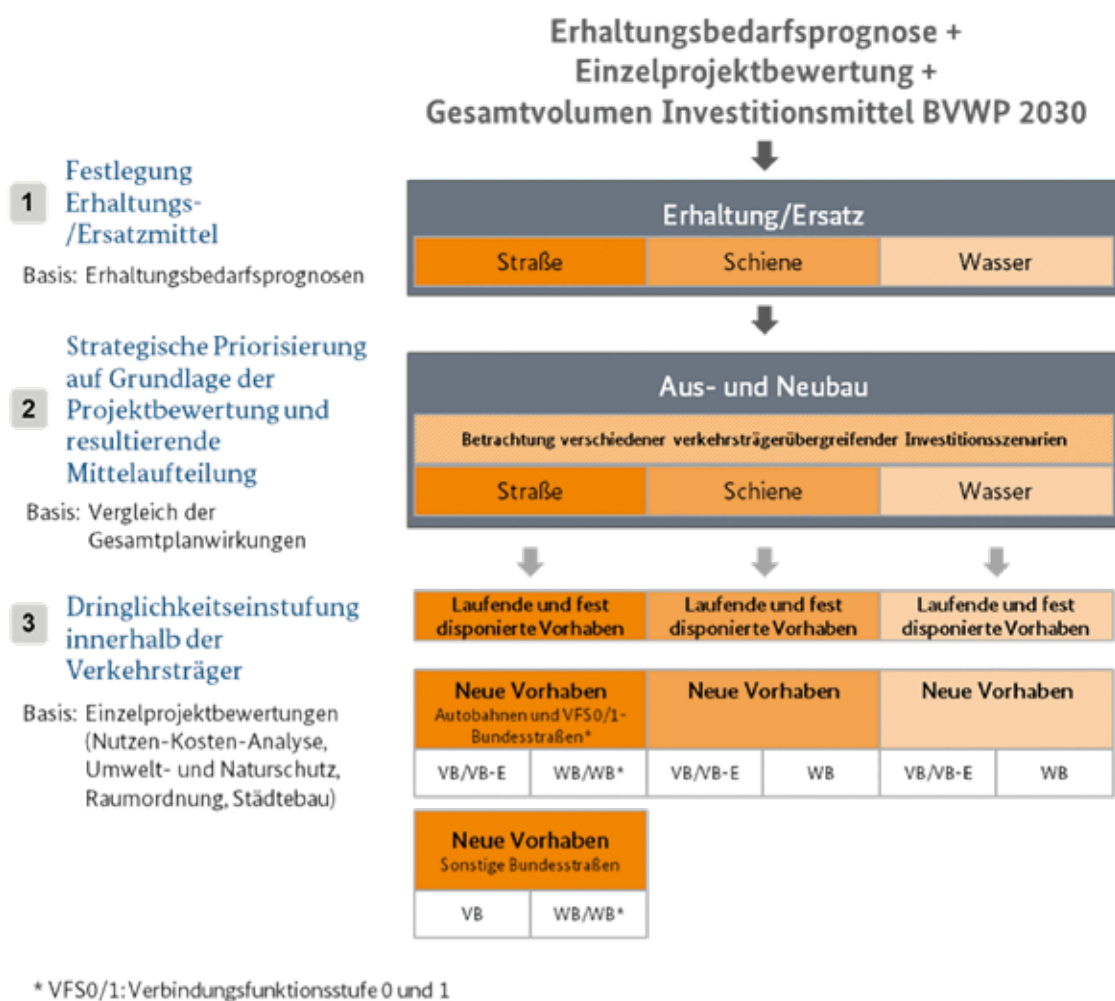 Erhaltungsbedarfsprognose +
Einzelprojektbewertung +
Gesamtvolumen Investitionsmittel BVWP 2030
1
Festlegung
Erhaltungs-
/Ersatzmittel
Basis: Erhaltungsbedarfsprognosen
Erhaltung/Ersatz
Straße Schiene Wasser
2
Strategische Priorisierung
auf Grundlage der
Projektbewertung und
resultierende
Mittelaufteilung
Basis: Vergleich der
Gesamtplanwirkungen
Aus- und Neubau
Betrachtung verschiedener verkehrsträgerübergreifender Investitionsszenarien
Straße Schiene Wasser
3
Dringlichkeitseinstufung
innerhalb der
Verkehrsträger
Basis: Einzelprojektbewertungen
(Nutzen-Kosten-Analyse,
Umwelt- und Naturschutz,
Raumordnung, Städtebau)
Laufende und fest
disponierte Vorhaben
Laufende und fest
disponierte Vorhaben
Laufende und fest
disponierte Vorhaben
Neue Vorhaben
Autobahnen und VFS0/1-
Bundesstraßen*
VB/VB-E WB/WB*
Neue Vorhaben
VB/VB-E WB
Neue Vorhaben
VB/VB-E WB
Neue Vorhaben
Sonstige Bundesstraßen
VB WB/WB*
* VFS0/1: Verbindungsfunktionsstufe 0 und 1